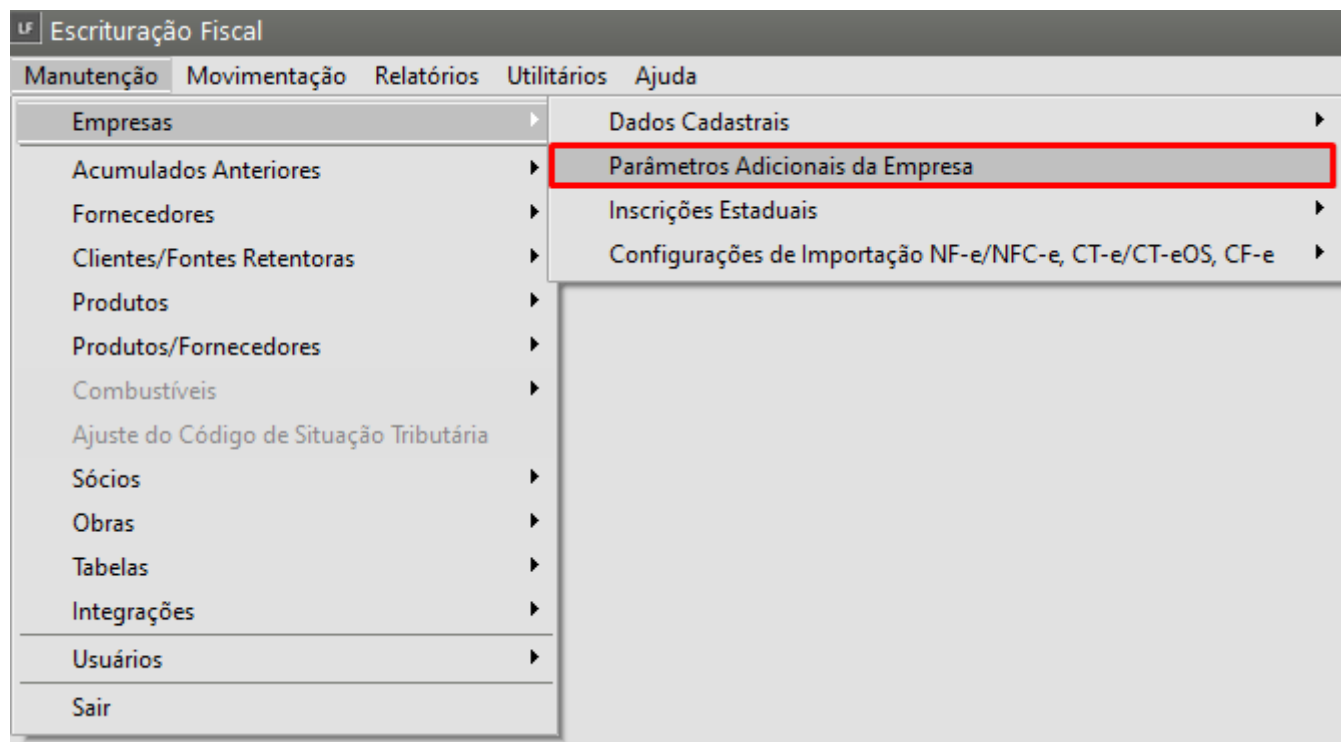 LF Escrituração Fiscal
Manutenção Movimentação Relatórios Utilitários Ajuda
Empresas
Acumulados Anteriores
Fornecedores
Clientes/Fontes Retentoras
Produtos
Produtos/Fornecedores
Combustíveis
Ajuste do Código de Situação Tributária
Sócios
Obras
Tabelas
Integrações
Usuários
Sair
Dados Cadastrais
Parâmetros Adicionais da Empresa
Inscrições Estaduais
Configurações de Importação NF-e/NFC-e, CT-e/CT-eOS, CF-e